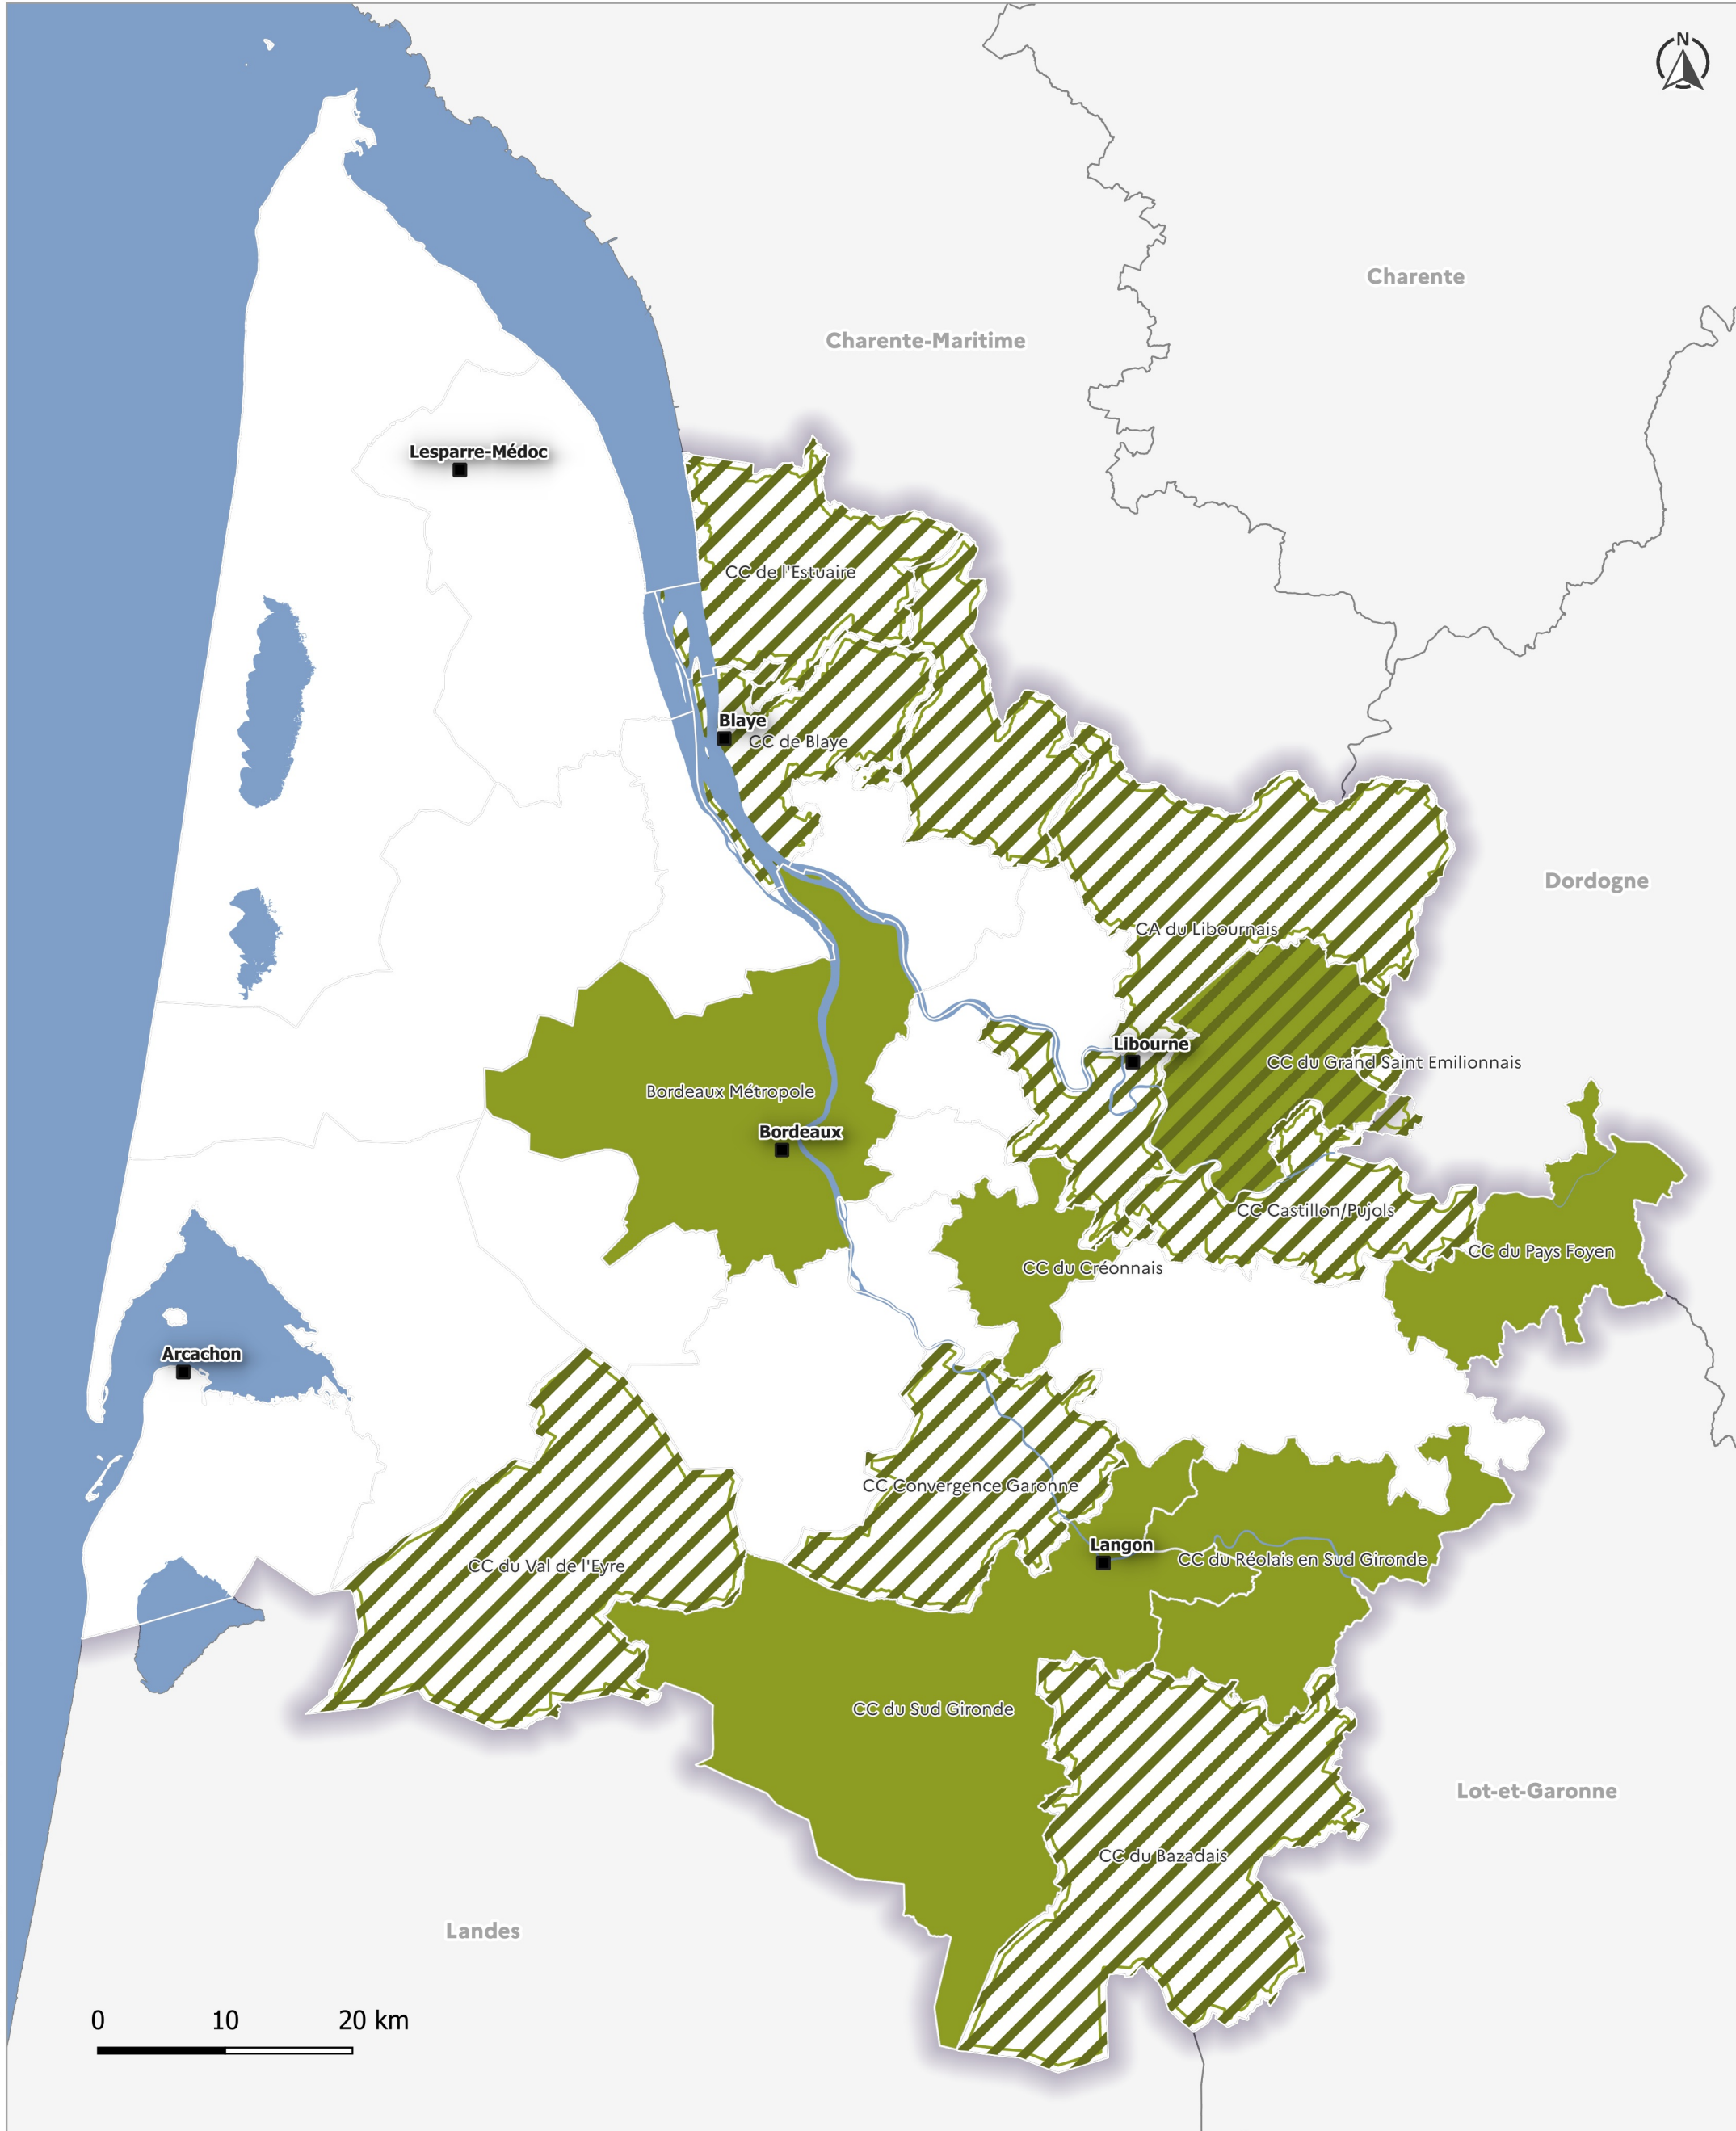 N
Charente
Charente-Maritime
Lesparre-Médoc
CC de l'Estuaire
Blaye
CC de Blaye
Dordogne
CA du Libournais
Libourne
CC du Grand Saint Emilionnais
Bordeaux Métropole
Bordeaux
CC Castillon/Pujols
CC du Pays Foyen
CC du Créonnais
Arcachon
CC Convergence Garonne
Langon
CC du Réolais en Sud Gironde
CC du Val de l'Eyre
CC du Sud Gironde
Lot-et-Garonne
CC du Bazadais
Landes
0 10 20 km